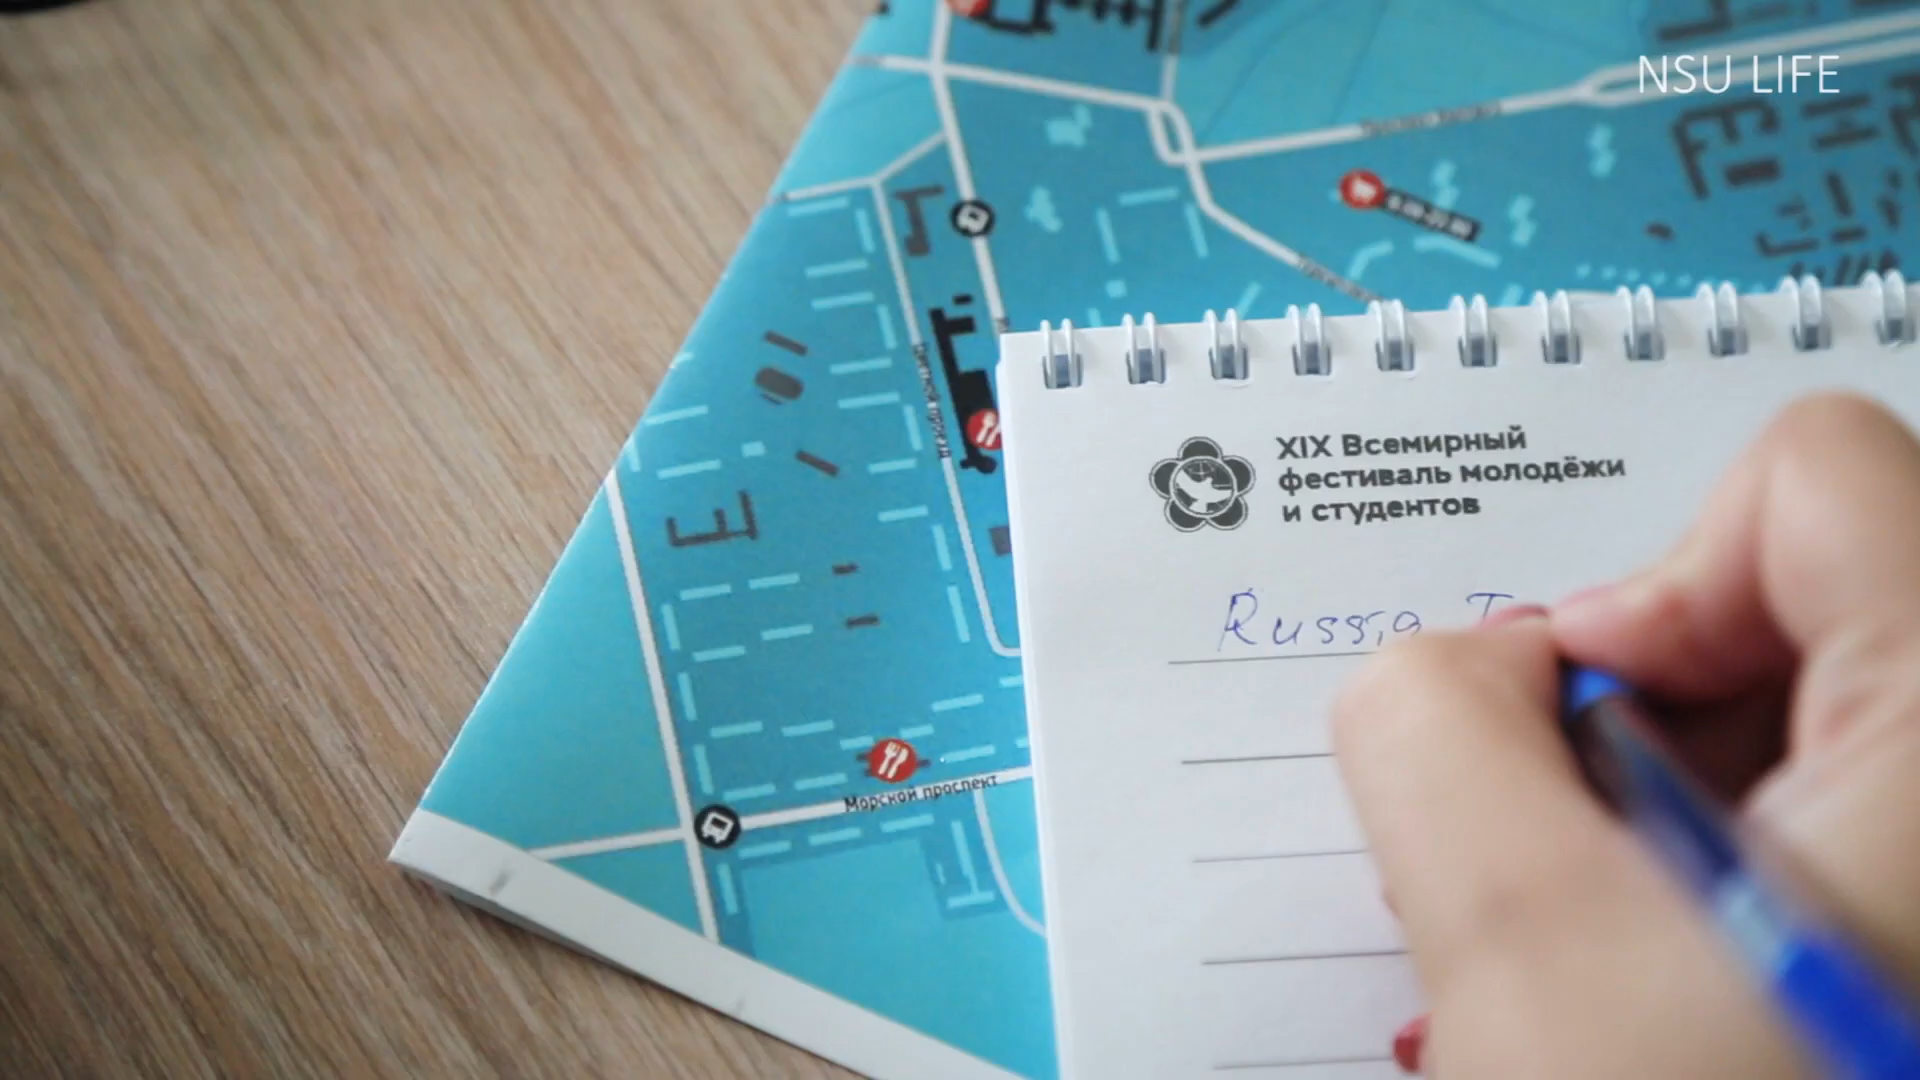 NSU LIFE
XIX Всемирный
фестиваль молодёжи
и студентов
Russia
Морской проспект